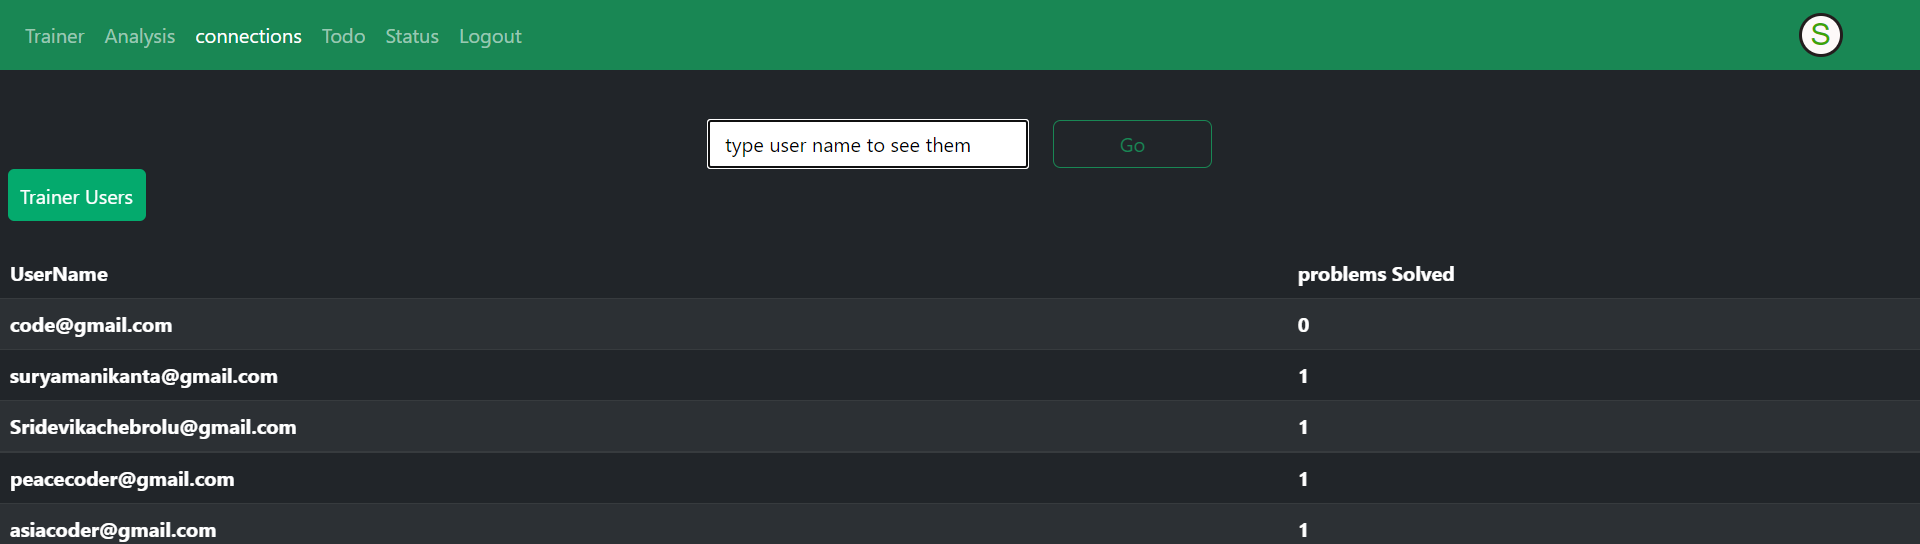 Trainer Analysis connections Todo Status Logout S
type user name to see them Go
Trainer Users
UserName problems Solved
code@gmail.com 0
suryamanikanta@gmail.com 1
Sridevikachebrolu@gmail.com 1
peacecoder@gmail.com 1
asiacoder@gmail.com 1